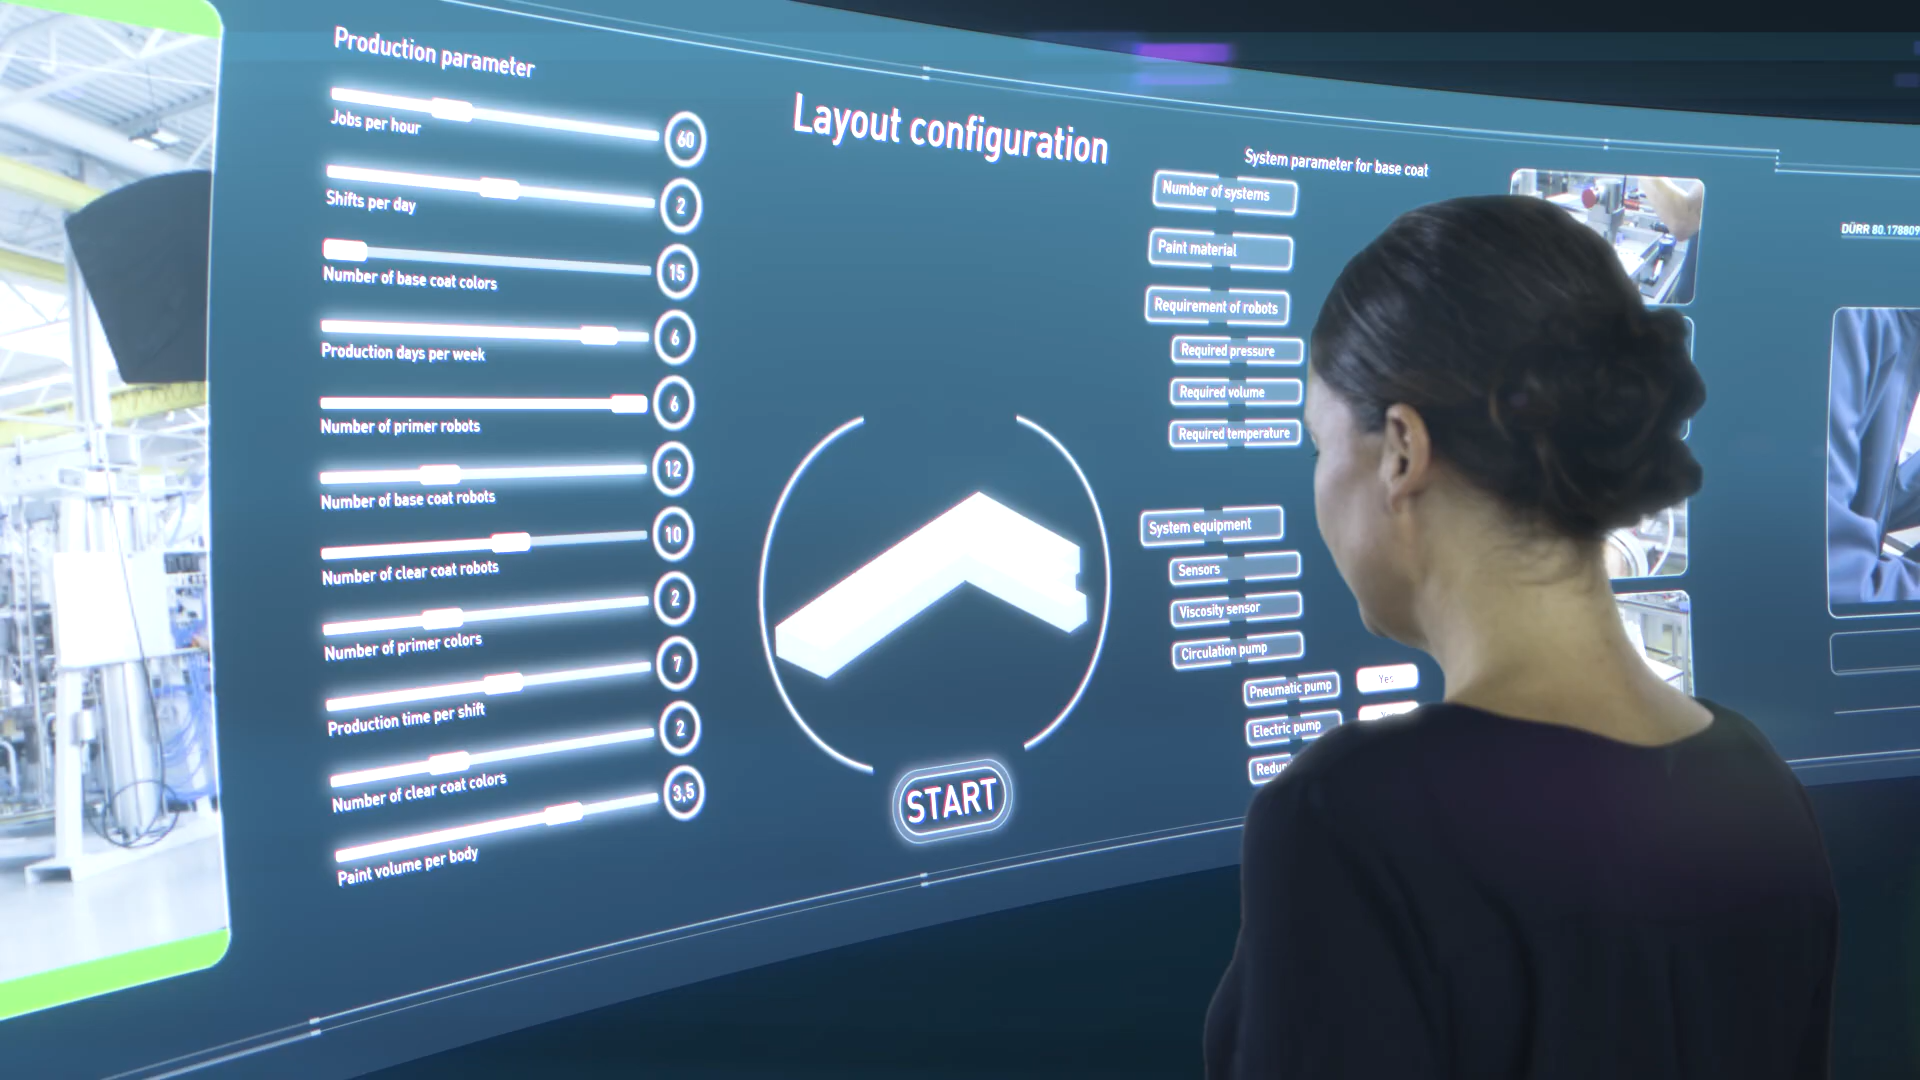 Production parameter
60
Jobs per hour
2
Shifts per day
15
Number of base coat colors
6
Production days per week
6
Number of primer robots
12
Number of base coat robots
10
Number of clear coat robots
2
Number of primer colors
7
Production time per shift
2
Number of clear coat colors
3,5
Paint volume per body
Layout configuration
START
System parameter for base coat
Number of systems
Paint material
Requirement of robots
Required pressure
Required volume
Required temperature
System equipment
Sensors
Viscosity sensor
Circulation pump
Pneumatic pump Yes
Electric pump
DÜRR 80.178809